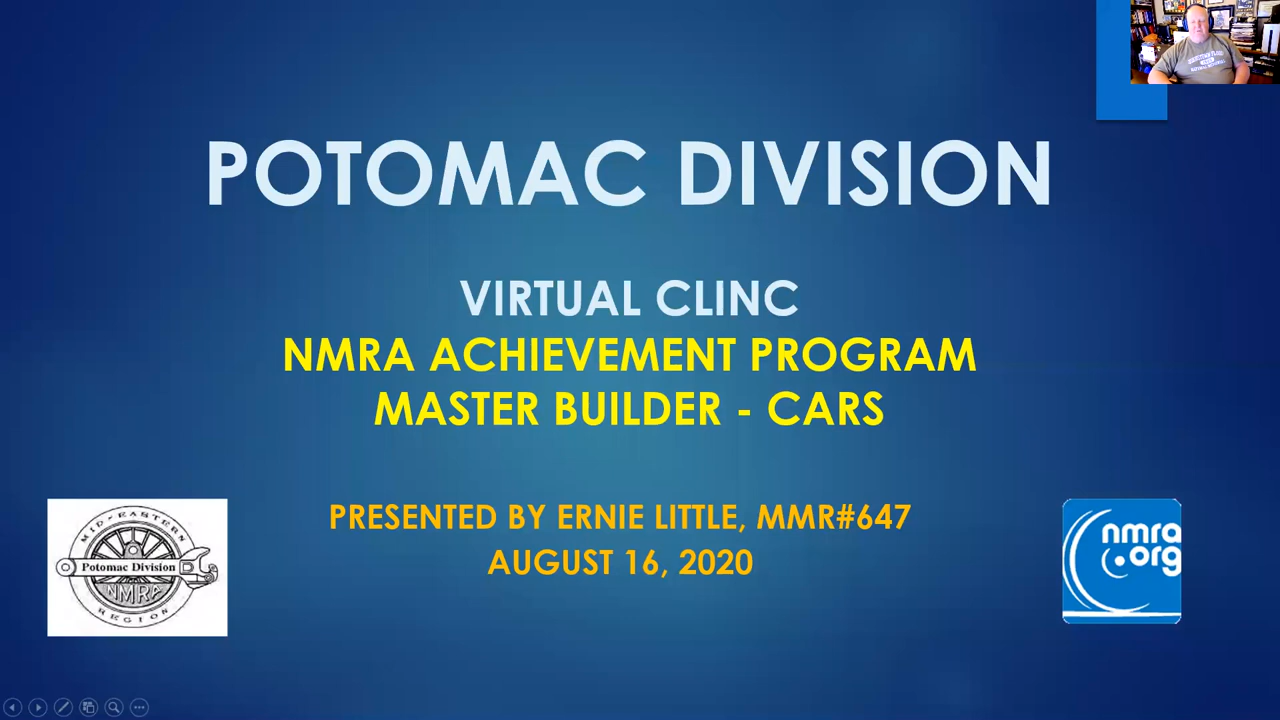 POTOMAC DIVISION
VIRTUAL CLINC
NMRA ACHIEVEMENT PROGRAM
MASTER BUILDER - CARS
PRESENTED BY ERNIE LITTLE, MMR#647
AUGUST 16, 2020
MID-EASTERN
Potomac Division
NMRA
REGION
nmra
.org